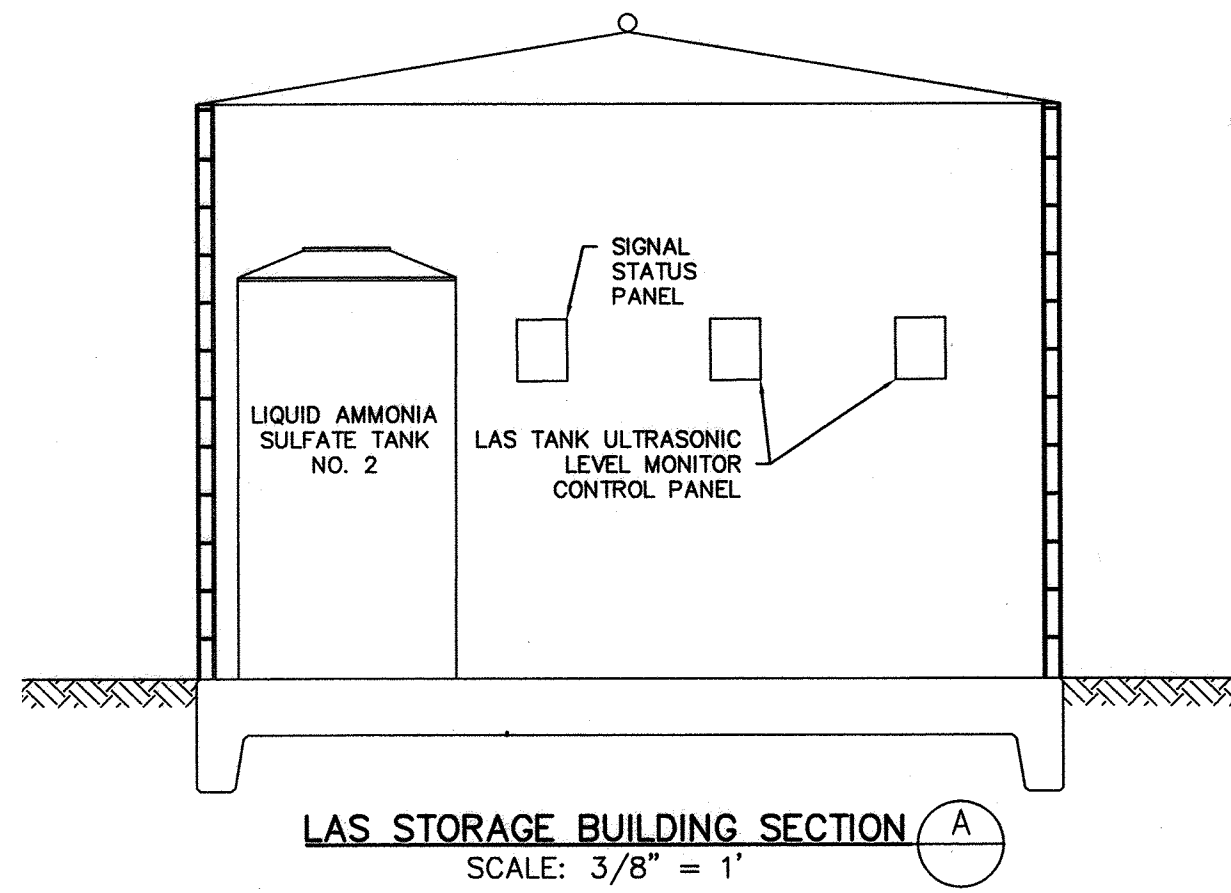 SIGNAL
STATUS
PANEL
LIQUID AMMONIA
SULFATE TANK
NO. 2
LAS TANK ULTRASONIC
LEVEL MONITOR
CONTROL PANEL
LAS STORAGE BUILDING SECTION
A
SCALE: 3/8" = 1'